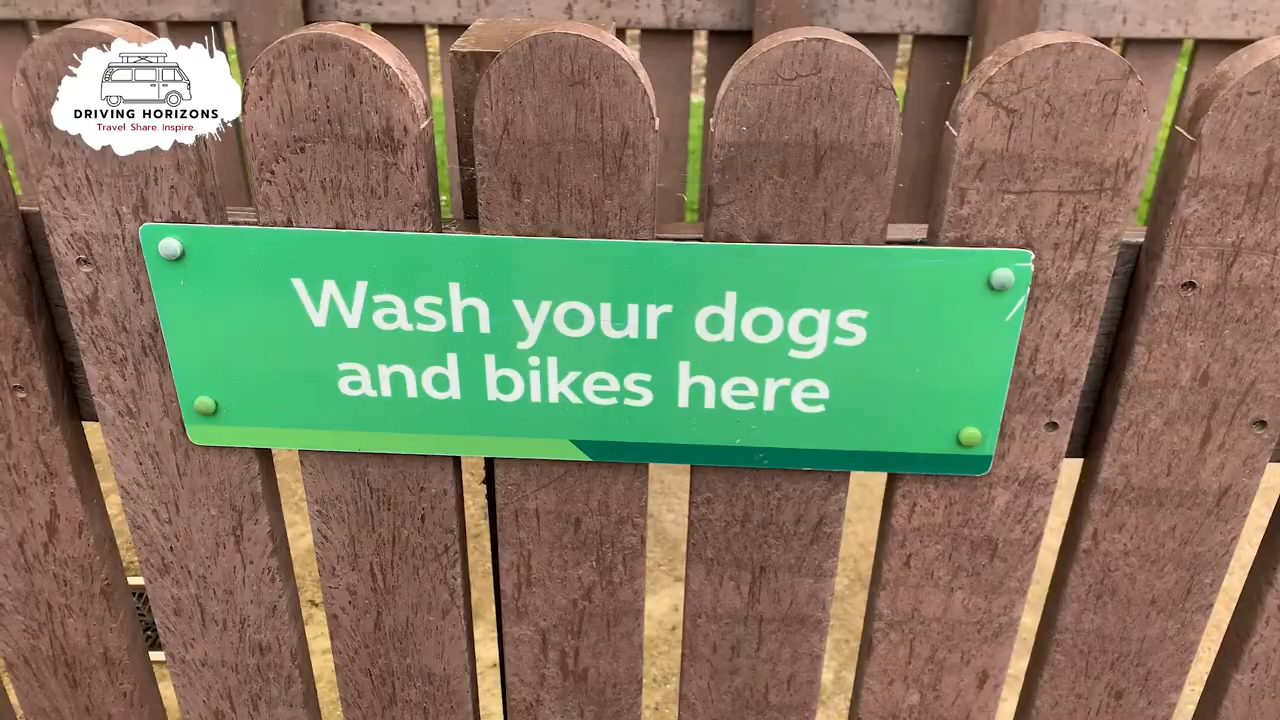 DRIVING HORIZONS
Travel. Share. Inspire.
Wash your dogs
and bikes here